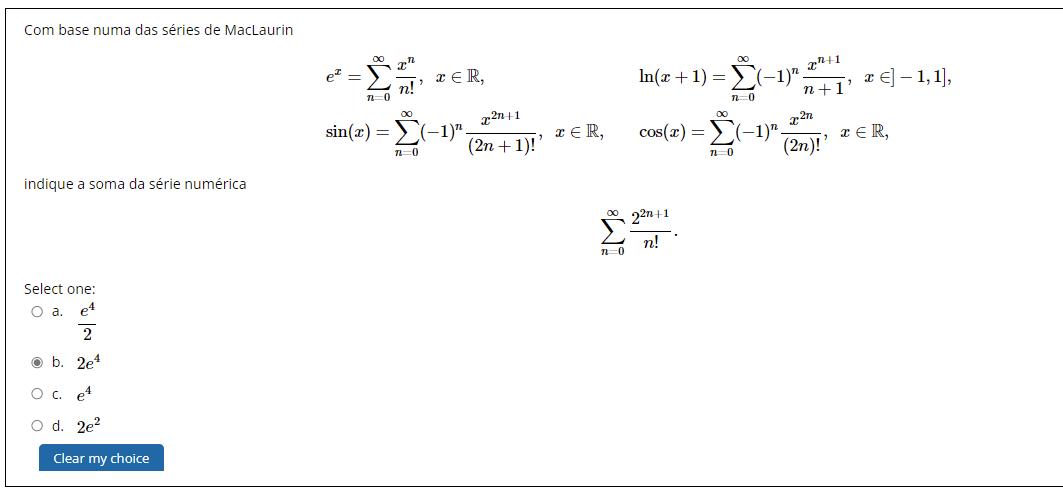 Com base numa das séries de MacLaurin
e^x = ∑_{n=0}^{∞} x^n/n!, x ∈ ℝ, ln(x + 1) = ∑_{n=0}^{∞} (−1)^n x^{n+1}/(n + 1), x ∈] − 1, 1],
sin(x) = ∑_{n=0}^{∞} (−1)^n x^{2n+1}/(2n + 1)!, x ∈ ℝ, cos(x) = ∑_{n=0}^{∞} (−1)^n x^{2n}/(2n)!, x ∈ ℝ,
indique a soma da série numérica
∑_{n=0}^{∞} 2^{2n+1}/n!.
Select one:
a. e^4/2
b. 2e^4
c. e^4
d. 2e^2
Clear my choice